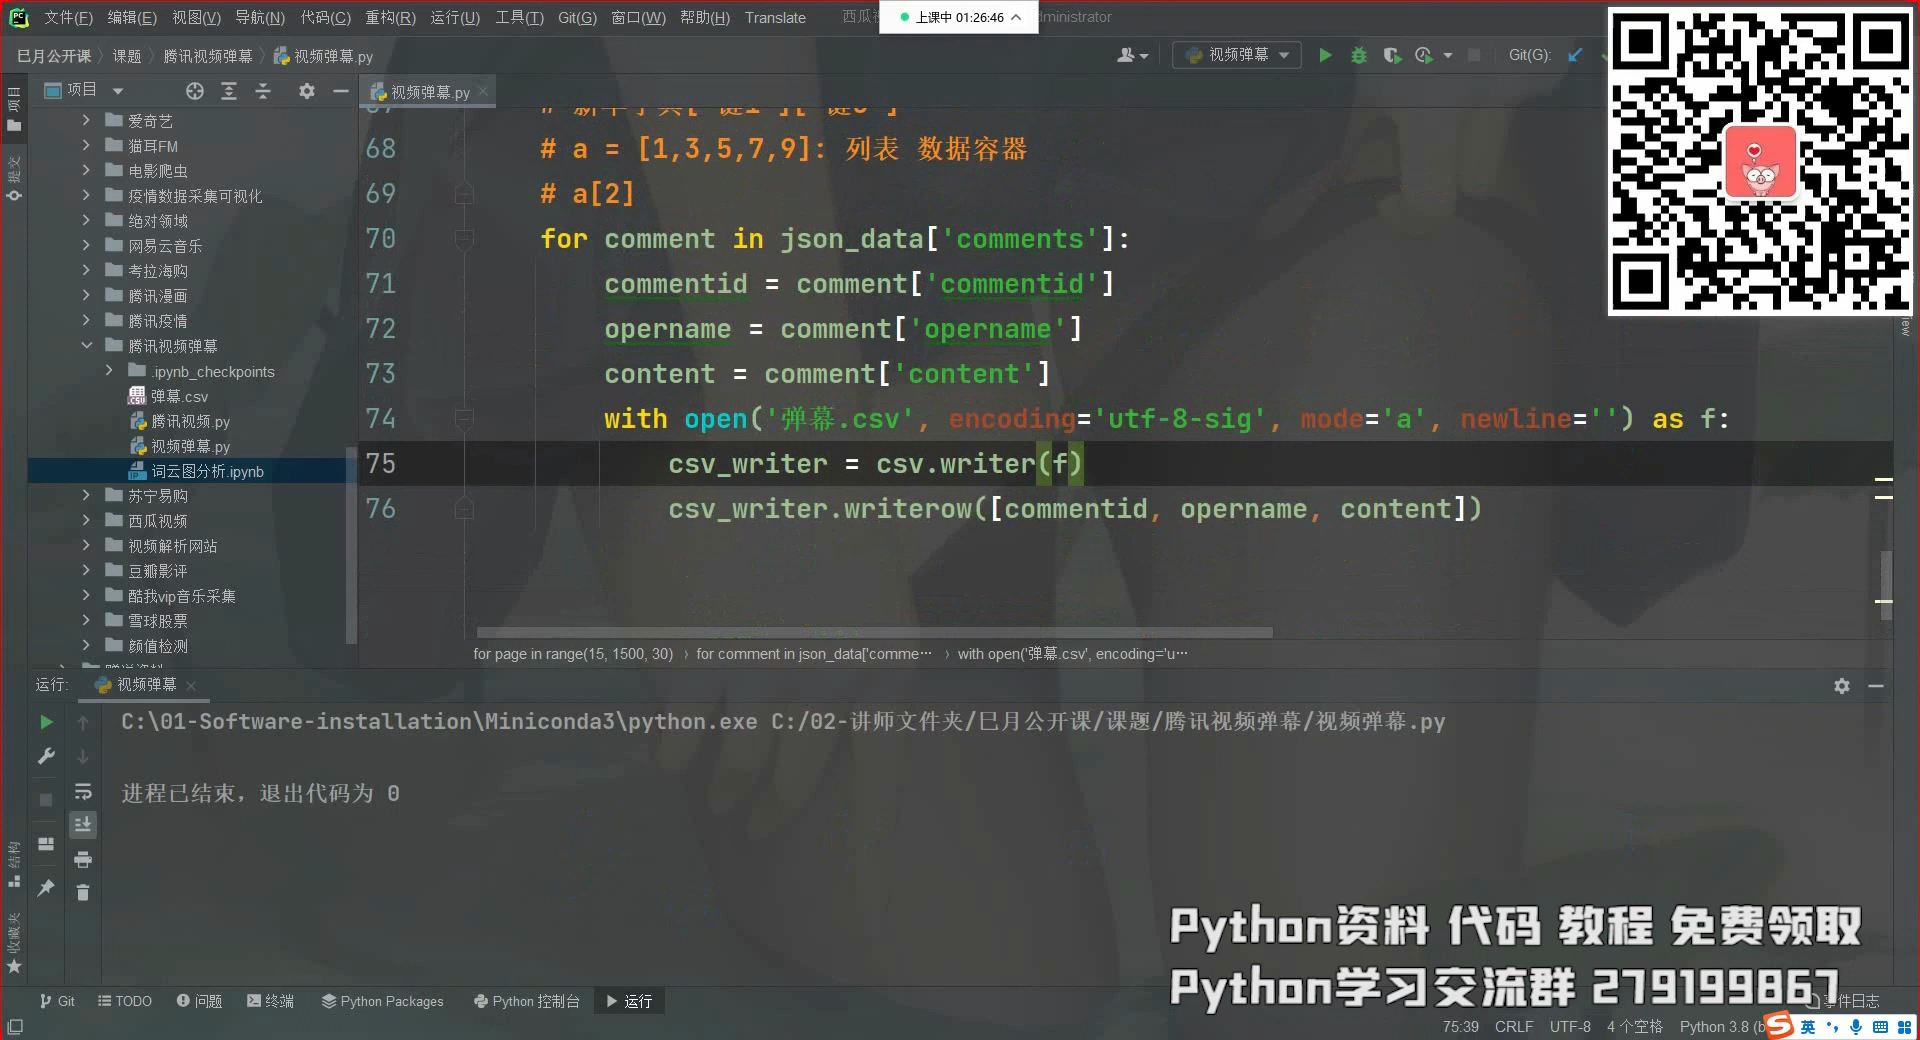 文件(F) 编辑(E) 视图(V) 导航(N) 代码(C) 重构(R) 运行(U) 工具(T) Git(G) 窗口(W) 帮助(H) Translate
上课中 01:26:46
巳月公开课 课题 腾讯视频弹幕 视频弹幕.py
视频弹幕
Git(G):
项目
视频弹幕.py
项目
提交
爱奇艺
猫耳FM
电影爬虫
疫情数据采集可视化
绝对领域
网易云音乐
考拉海购
腾讯漫画
腾讯疫情
腾讯视频弹幕
.ipynb_checkpoints
弹幕.csv
腾讯视频.py
视频弹幕.py
词云图分析.ipynb
苏宁易购
西瓜视频
视频解析网站
豆瓣影评
酷我vip音乐采集
雪球股票
颜值检测
68 # a = [1,3,5,7,9]: 列表 数据容器
69 # a[2]
70 for comment in json_data['comments']:
71 commentid = comment['commentid']
72 opername = comment['opername']
73 content = comment['content']
74 with open('弹幕.csv', encoding='utf-8-sig', mode='a', newline='') as f:
75 csv_writer = csv.writer(f)
76 csv_writer.writerow([commentid, opername, content])
for page in range(15, 1500, 30) › for comment in json_data['comme··· › with open('弹幕.csv', encoding='u···
运行: 视频弹幕
C:\01-Software-installation\Miniconda3\python.exe C:/02-讲师文件夹/巳月公开课/课题/腾讯视频弹幕/视频弹幕.py
进程已结束，退出代码为 0
结构
收藏夹
Python资料 代码 教程 免费领取
Python学习交流群 279199867
Git TODO 问题 终端 Python Packages Python 控制台 运行 事件日志
75:39 CRLF UTF-8 4 个空格 Python 3.8 (b
英